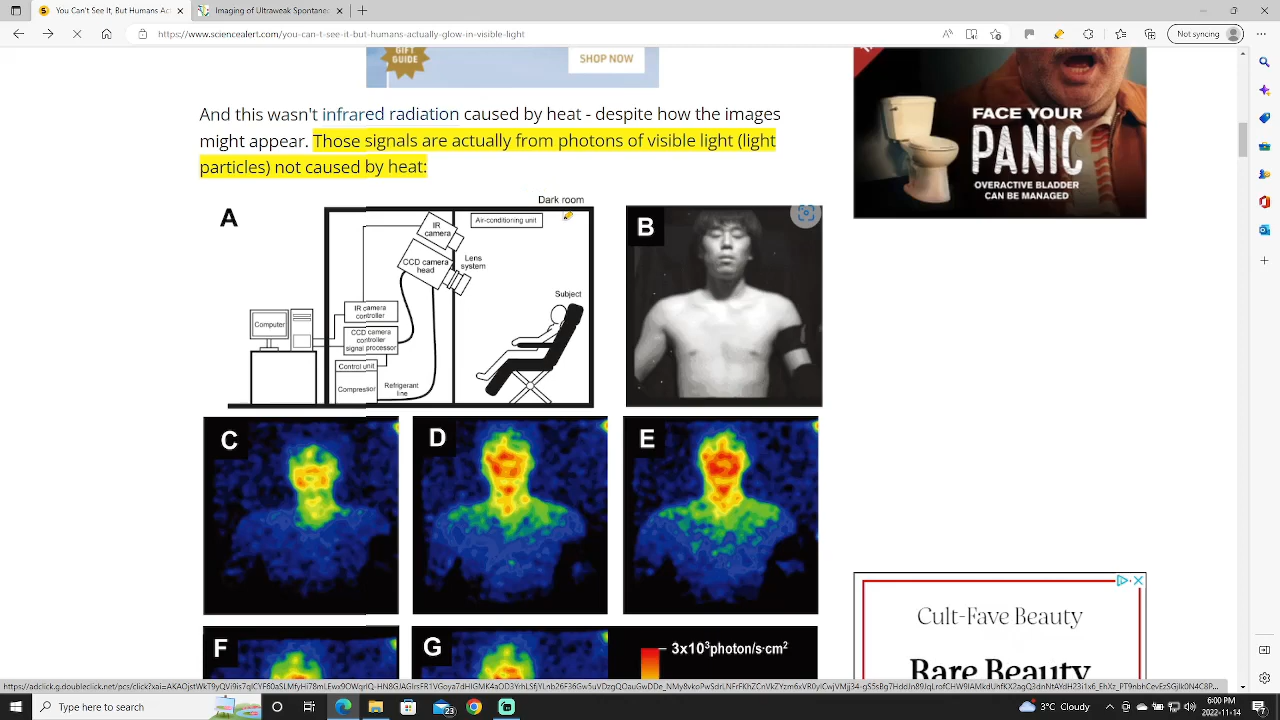 You Can't See It, But Humans Act
Imaging of Ultraweak Spontaneo
https://www.sciencealert.com/you-can-t-see-it-but-humans-actually-glow-in-visible-light
Not syncing
GIFT
GUIDE
SHOP NOW
And this wasn't infrared radiation caused by heat - despite how the images
might appear. Those signals are actually from photons of visible light (light
particles) not caused by heat:
FACE YOUR
PANIC
OVERACTIVE BLADDER
CAN BE MANAGED
A
Dark room
IR
camera
Air-conditioning unit
CCD camera
head
Lens
system
Subject
IR camera
controller
Computer
CCD camera
controller
signal processor
Control unit
Compressor
Refrigerant
line
B
C
D
E
F
G
3x10³photon/s·cm²
Cult-Fave Beauty
Rare Beauty
Type here to search
6:00 PM
2022-11-14